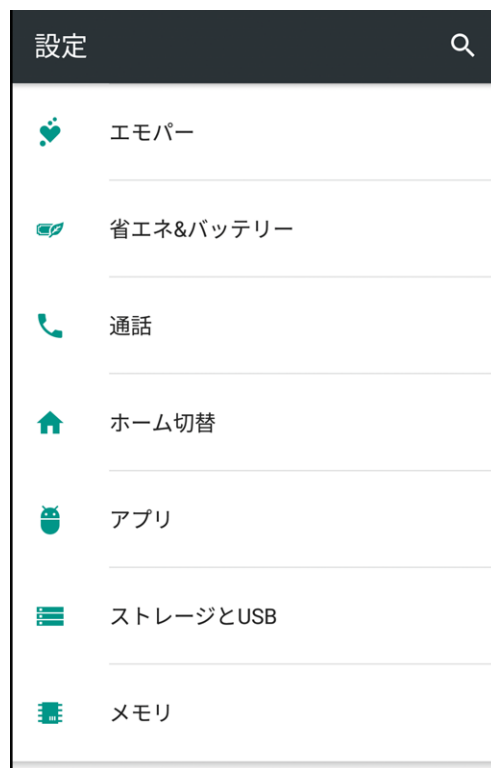 設定
エモパー
省エネ&バッテリー
通話
ホーム切替
アプリ
ストレージとUSB
メモリ